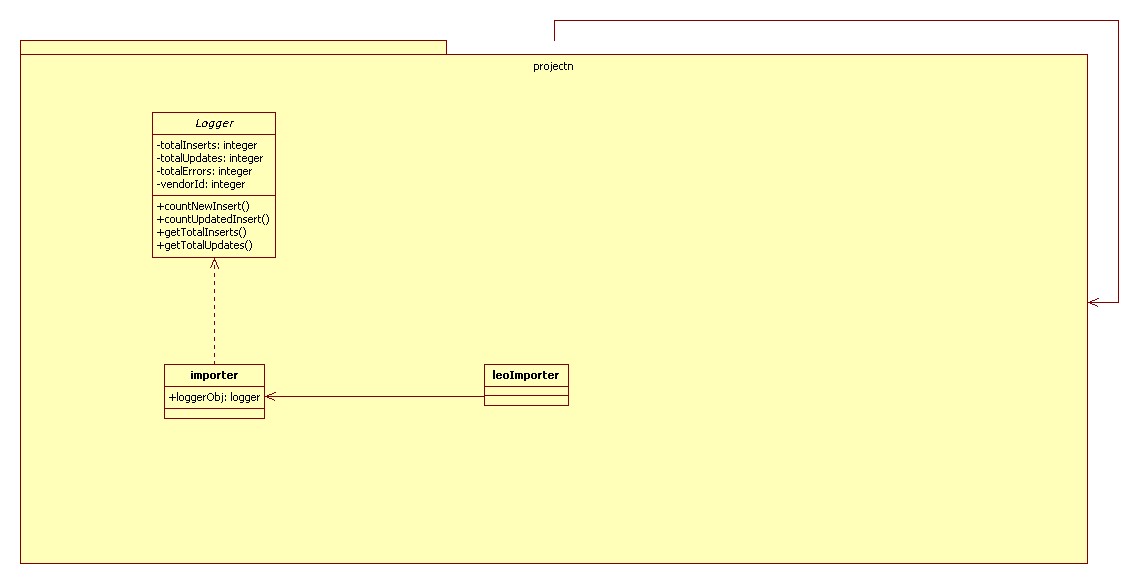 projectn
Logger
-totalInserts: integer
-totalUpdates: integer
-totalErrors: integer
-vendorId: integer
+countNewInsert()
+countUpdatedInsert()
+getTotalInserts()
+getTotalUpdates()
importer
+loggerObj: logger
leoImporter